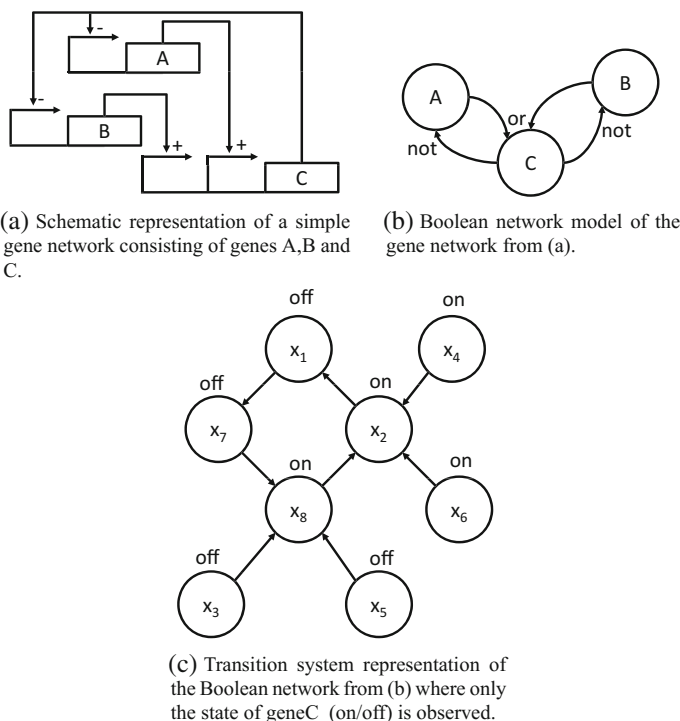 -
A
-
B
+
+
C
(a) Schematic representation of a simple
gene network consisting of genes A,B and
C.
A
B
or
C
not
not
(b) Boolean network model of the
gene network from (a).
off
on
x1
x4
off
on
x7
x2
on
on
x8
x6
off
off
x3
x5
(c) Transition system representation of
the Boolean network from (b) where only
the state of geneC (on/off) is observed.